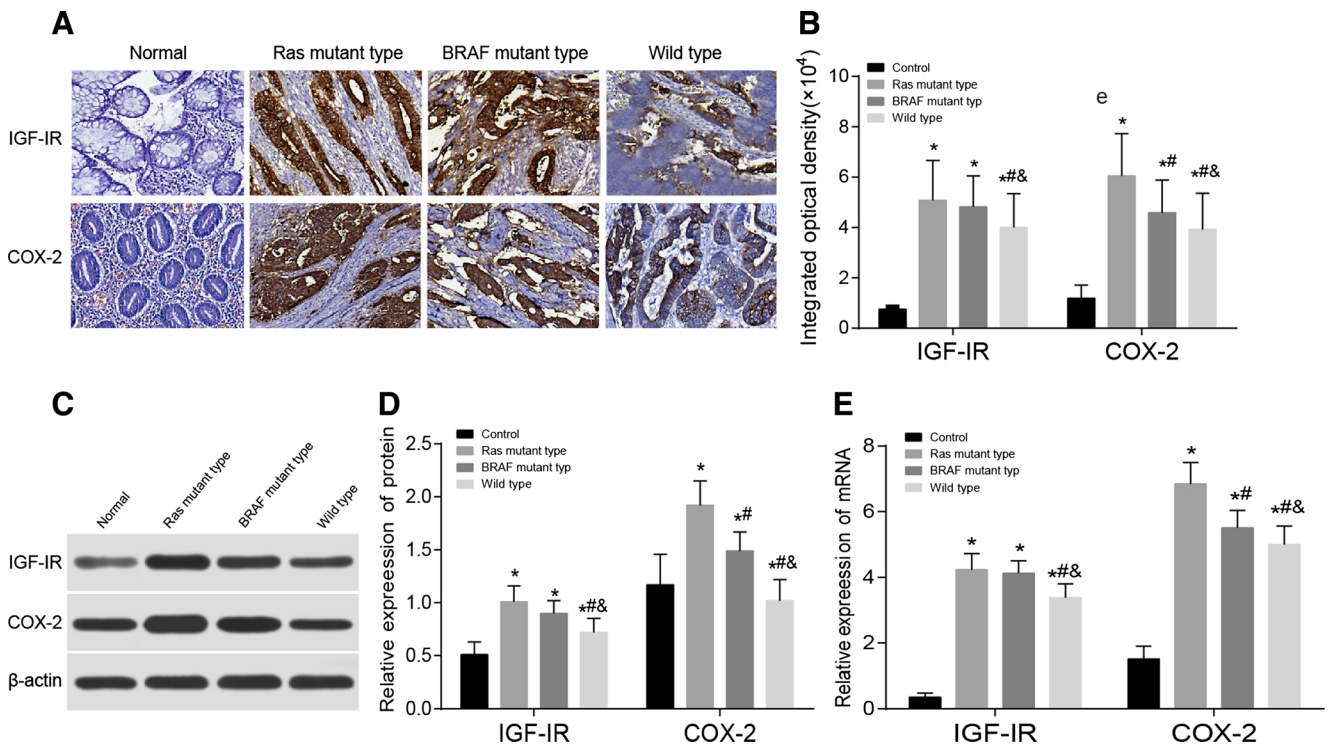 A
Normal
Ras mutant type
BRAF mutant type
Wild type
IGF-IR
COX-2
B
Control
Ras mutant type
BRAF mutant typ
Wild type
Integrated optical density(×10⁴)
10
8
6
4
2
0
e
*
*
*#&
*
*#
*#&
IGF-IR
COX-2
C
Normal
Ras mutant type
BRAF mutant type
Wild type
IGF-IR
COX-2
β-actin
D
Control
Ras mutant type
BRAF mutant typ
Wild type
Relative expreession of protein
2.5
2.0
1.5
1.0
0.5
0.0
*
*
*#&
*
*#
*#&
IGF-IR
COX-2
E
Control
Ras mutant type
BRAF mutant typ
Wild type
Relative expression of mRNA
8
6
4
2
0
*
*
*#&
*
*#
*#&
IGF-IR
COX-2